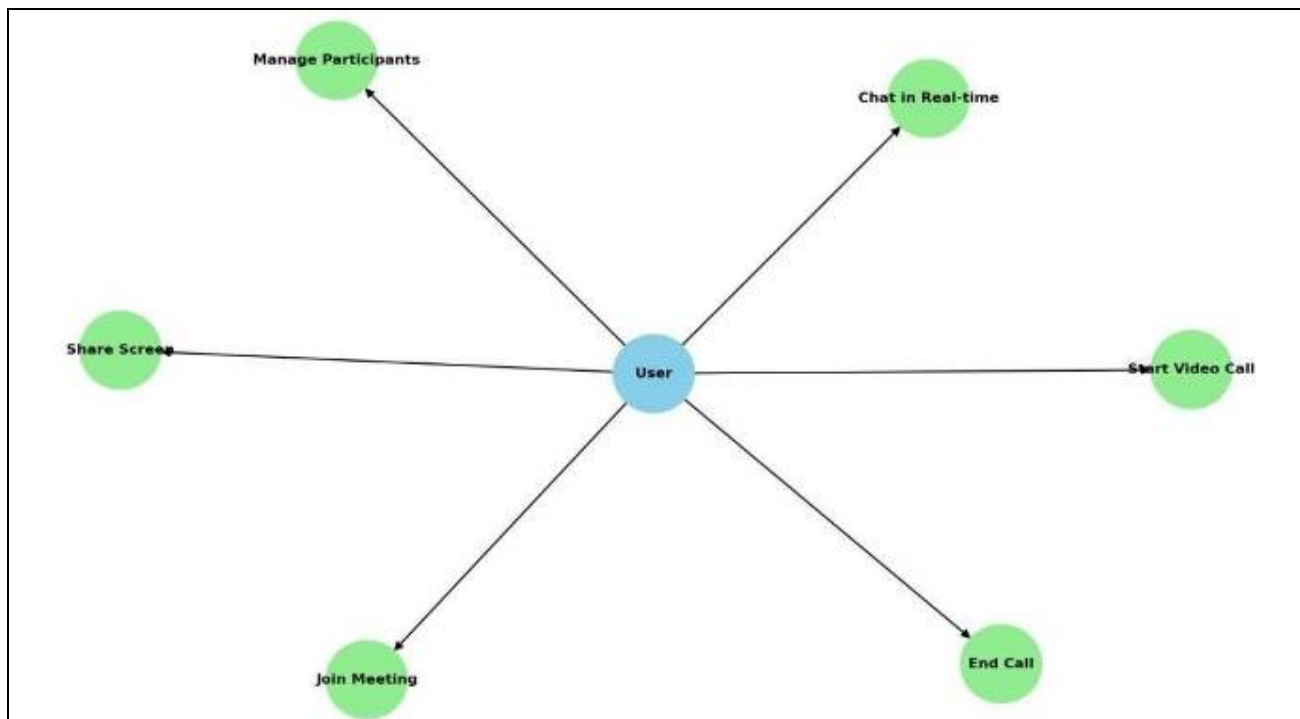 Manage Participants
Chat in Real-time
Share Screen
User
Start Video Call
End Call
Join Meeting